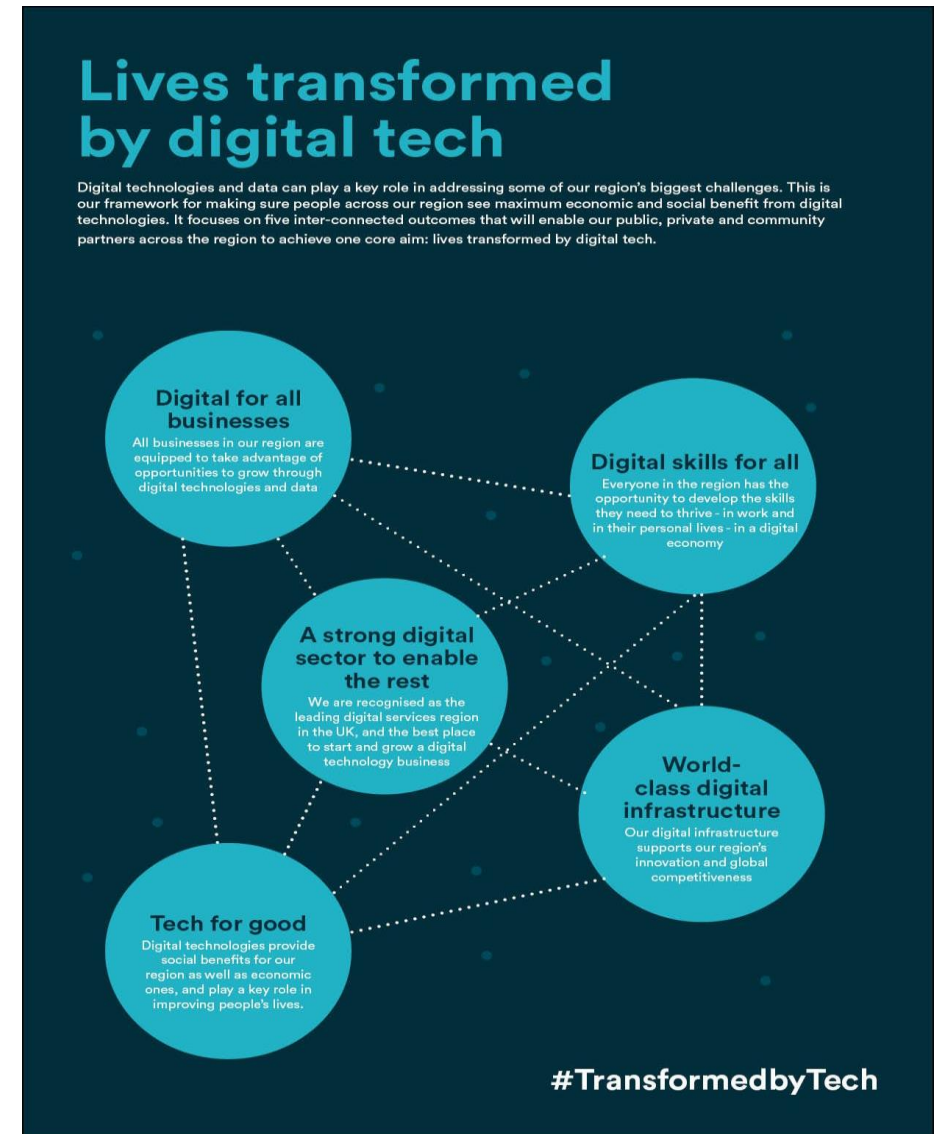 Lives transformed
by digital tech
Digital technologies and data can play a key role in addressing some of our region's biggest challenges. This is
our framework for making sure people across our region see maximum economic and social benefit from digital
technologies. It focuses on five inter-connected outcomes that will enable our public, private and community
partners across the region to achieve one core aim: lives transformed by digital tech.
Digital for all
businesses
All businesses in our region are
equipped to take advantage of
opportunities to grow through
digital technologies and data
Digital skills for all
Everyone in the region has the
opportunity to develop the skills
they need to thrive - in work and
in their personal lives - in a digital
economy
A strong digital
sector to enable
the rest
We are recognised as the
leading digital services region
in the UK, and the best place
to start and grow a digital
technology business
World-
class digital
infrastructure
Our digital infrastructure
supports our region's
innovation and global
competitiveness
Tech for good
Digital technologies provide
social benefits for our
region as well as economic
ones, and play a key role in
improving people's lives.
#TransformedbyTech